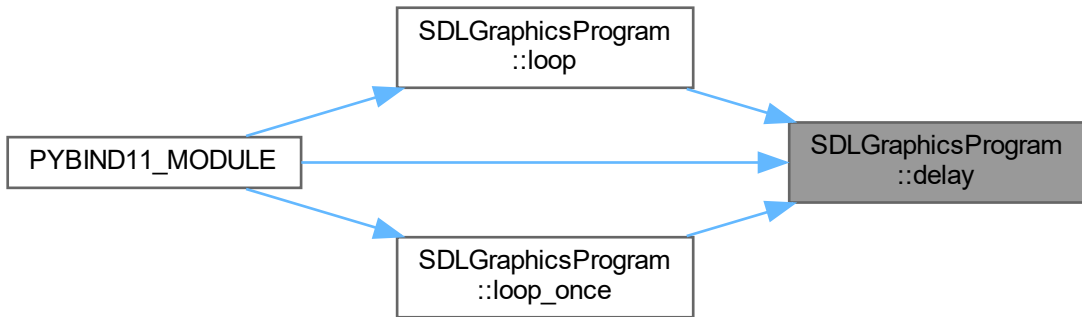 SDLGraphicsProgram
::loop
PYBIND11_MODULE
SDLGraphicsProgram
::delay
SDLGraphicsProgram
::loop_once